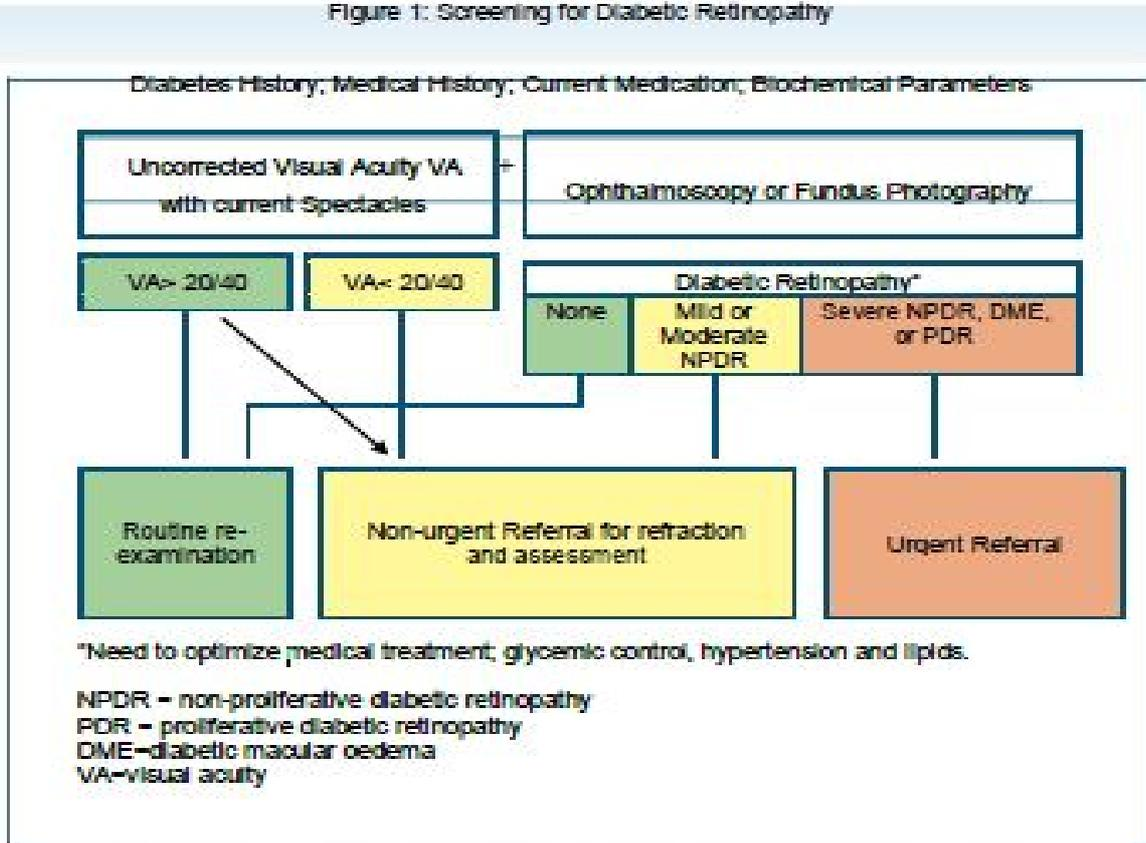 Figure 1: Screening for Diabetic Retinopathy
Diabetes History; Medical History; Current Medication; Biochemical Parameters
Uncorrected Visual Acuity VA
with current Spectacles
+
Ophthalmoscopy or Fundus Photography
VA> 20/40
VA< 20/40
Diabetic Retinopathy*
None
Mild or
Moderate
NPDR
Severe NPDR, DME,
or PDR
Routine re-
examination
Non-urgent Referral for refraction
and assessment
Urgent Referral
*Need to optimize medical treatment; glycemic control, hypertension and lipids.
NPDR = non-proliferative diabetic retinopathy
PDR = proliferative diabetic retinopathy
DME=diabetic macular oedema
VA=visual acuity